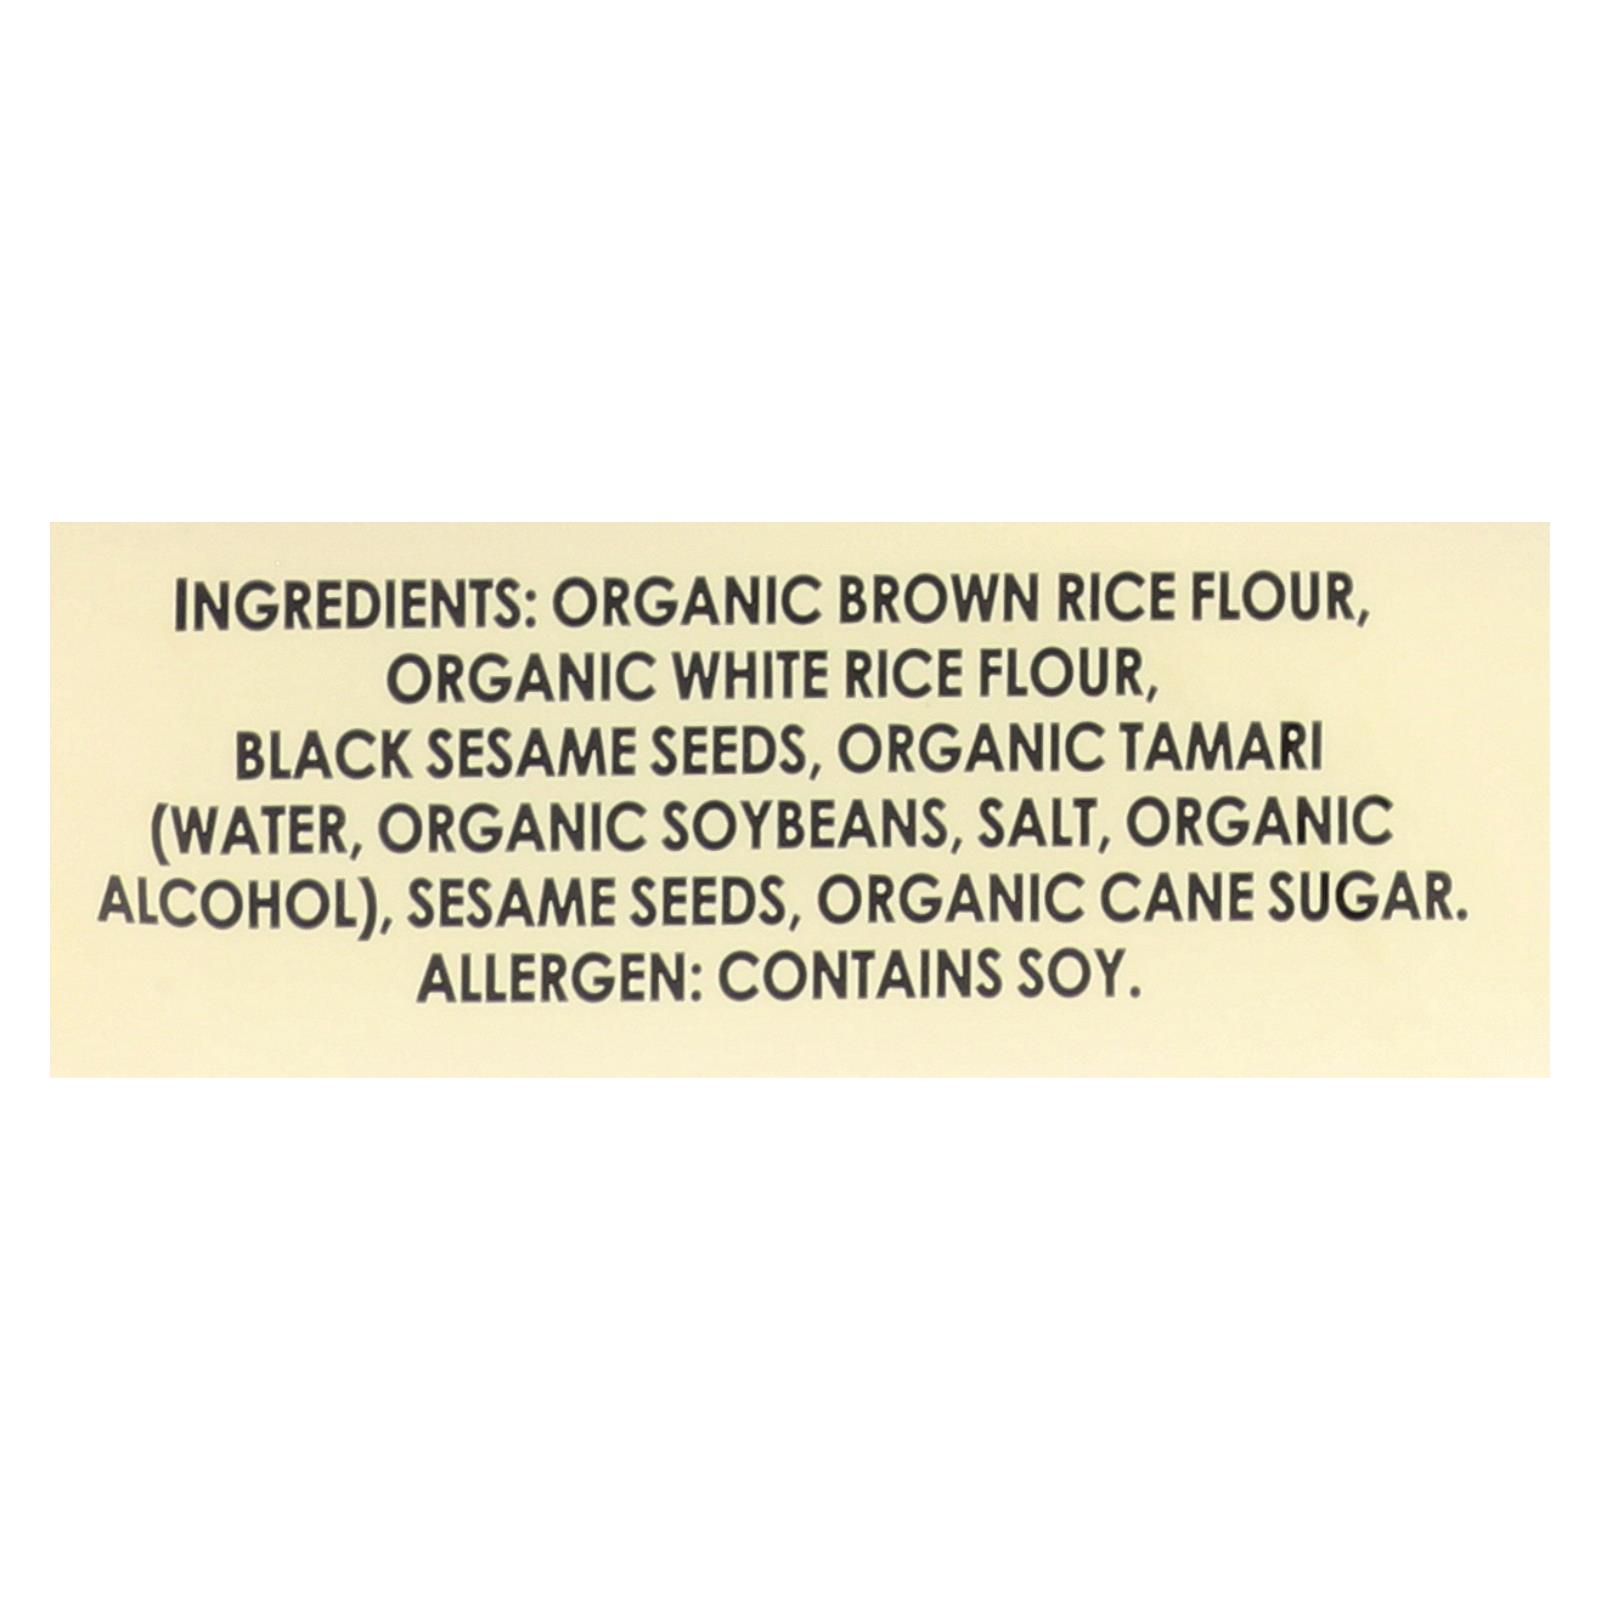 INGREDIENTS: ORGANIC BROWN RICE FLOUR,
ORGANIC WHITE RICE FLOUR,
BLACK SESAME SEEDS, ORGANIC TAMARI
(WATER, ORGANIC SOYBEANS, SALT, ORGANIC
ALCOHOL), SESAME SEEDS, ORGANIC CANE SUGAR.
ALLERGEN: CONTAINS SOY.